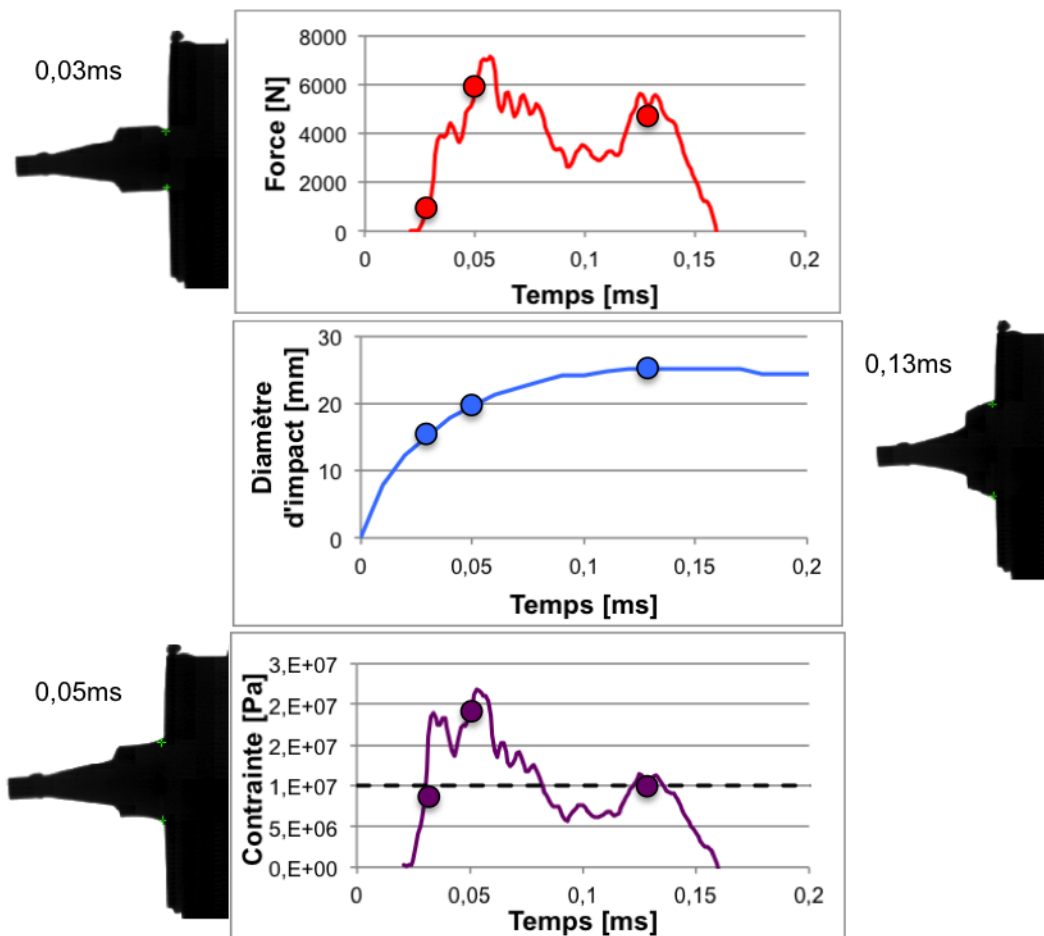 0,03ms
Force [N]
8000
6000
4000
2000
0
0 0,05 0,1 0,15 0,2
Temps [ms]
Diamètre
d'impact [mm]
30
20
10
0
0 0,05 0,1 0,15 0,2
Temps [ms]
0,13ms
0,05ms
Contrainte [Pa]
3,E+07
2,E+07
2,E+07
1,E+07
5,E+06
0,E+00
0 0,05 0,1 0,15 0,2
Temps [ms]